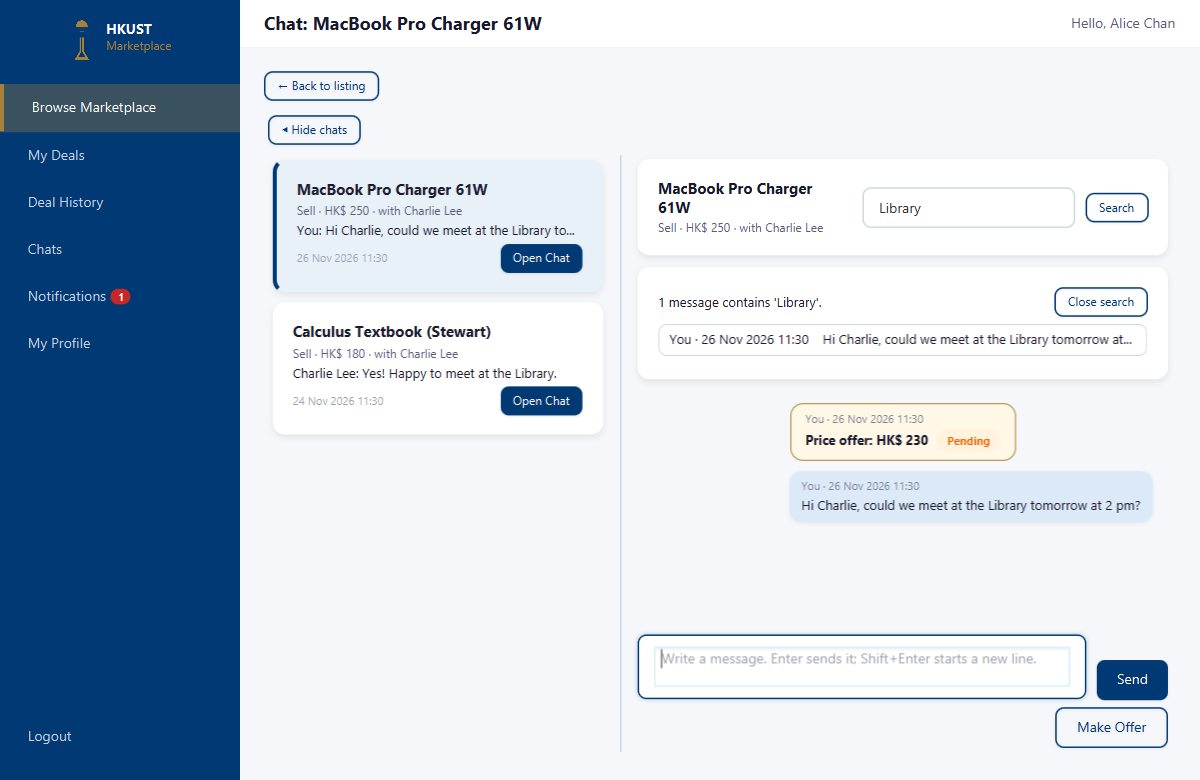 HKUST
Marketplace
Browse Marketplace
My Deals
Deal History
Chats
Notifications 1
My Profile
Logout
Chat: MacBook Pro Charger 61W
Hello, Alice Chan
← Back to listing
◂ Hide chats
MacBook Pro Charger 61W
Sell · HK$ 250 · with Charlie Lee
You: Hi Charlie, could we meet at the Library to...
26 Nov 2026 11:30
Open Chat
Calculus Textbook (Stewart)
Sell · HK$ 180 · with Charlie Lee
Charlie Lee: Yes! Happy to meet at the Library.
24 Nov 2026 11:30
Open Chat
MacBook Pro Charger
61W
Sell · HK$ 250 · with Charlie Lee
Library
Search
1 message contains 'Library'.
Close search
You · 26 Nov 2026 11:30 Hi Charlie, could we meet at the Library tomorrow at...
You · 26 Nov 2026 11:30
Price offer: HK$ 230 Pending
You · 26 Nov 2026 11:30
Hi Charlie, could we meet at the Library tomorrow at 2 pm?
Write a message. Enter sends it; Shift+Enter starts a new line.
Send
Make Offer